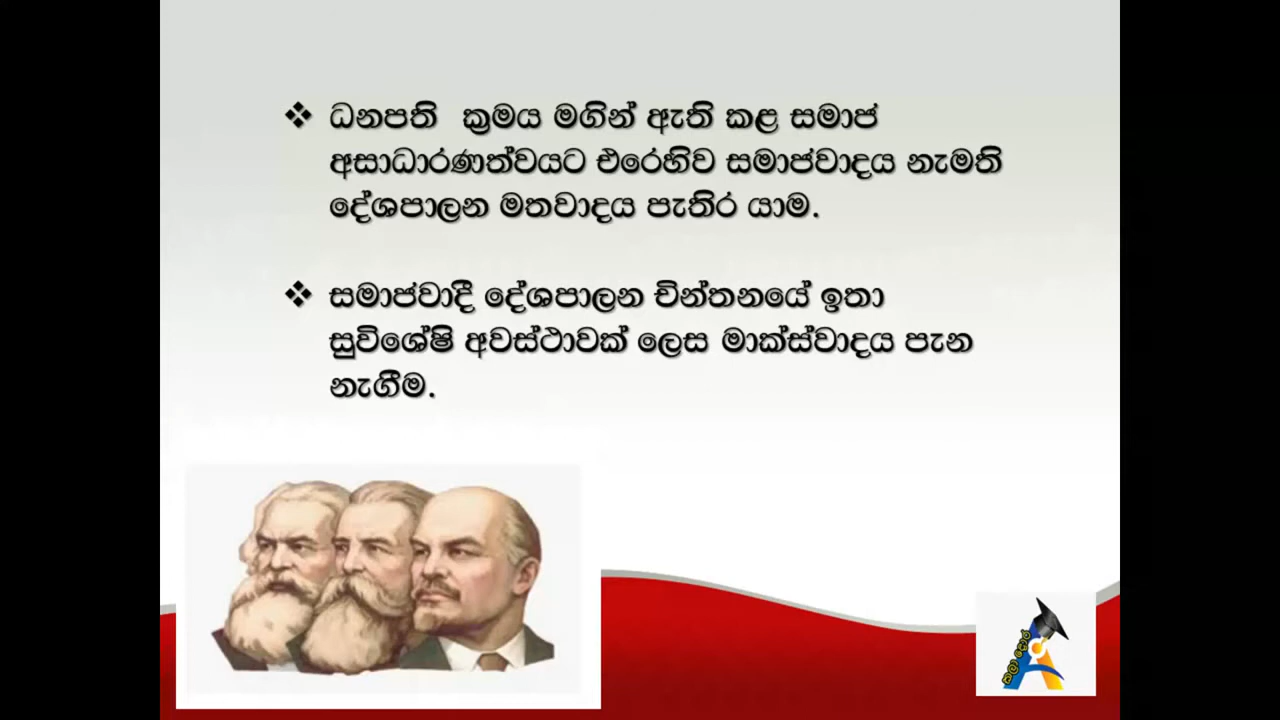 ❖ ධනපති ක්‍රමය මගින් ඇති කළ සමාජ
අසාධාරණත්වයට එරෙහිව සමාජවාදය නැමති
දේශපාලන මතවාදය පැතිර යාම.
❖ සමාජවාදී දේශපාලන චින්තනයේ ඉතා
සුවිශේෂි අවස්ථාවක් ලෙස මාක්ස්වාදය පැන
නැගීම.